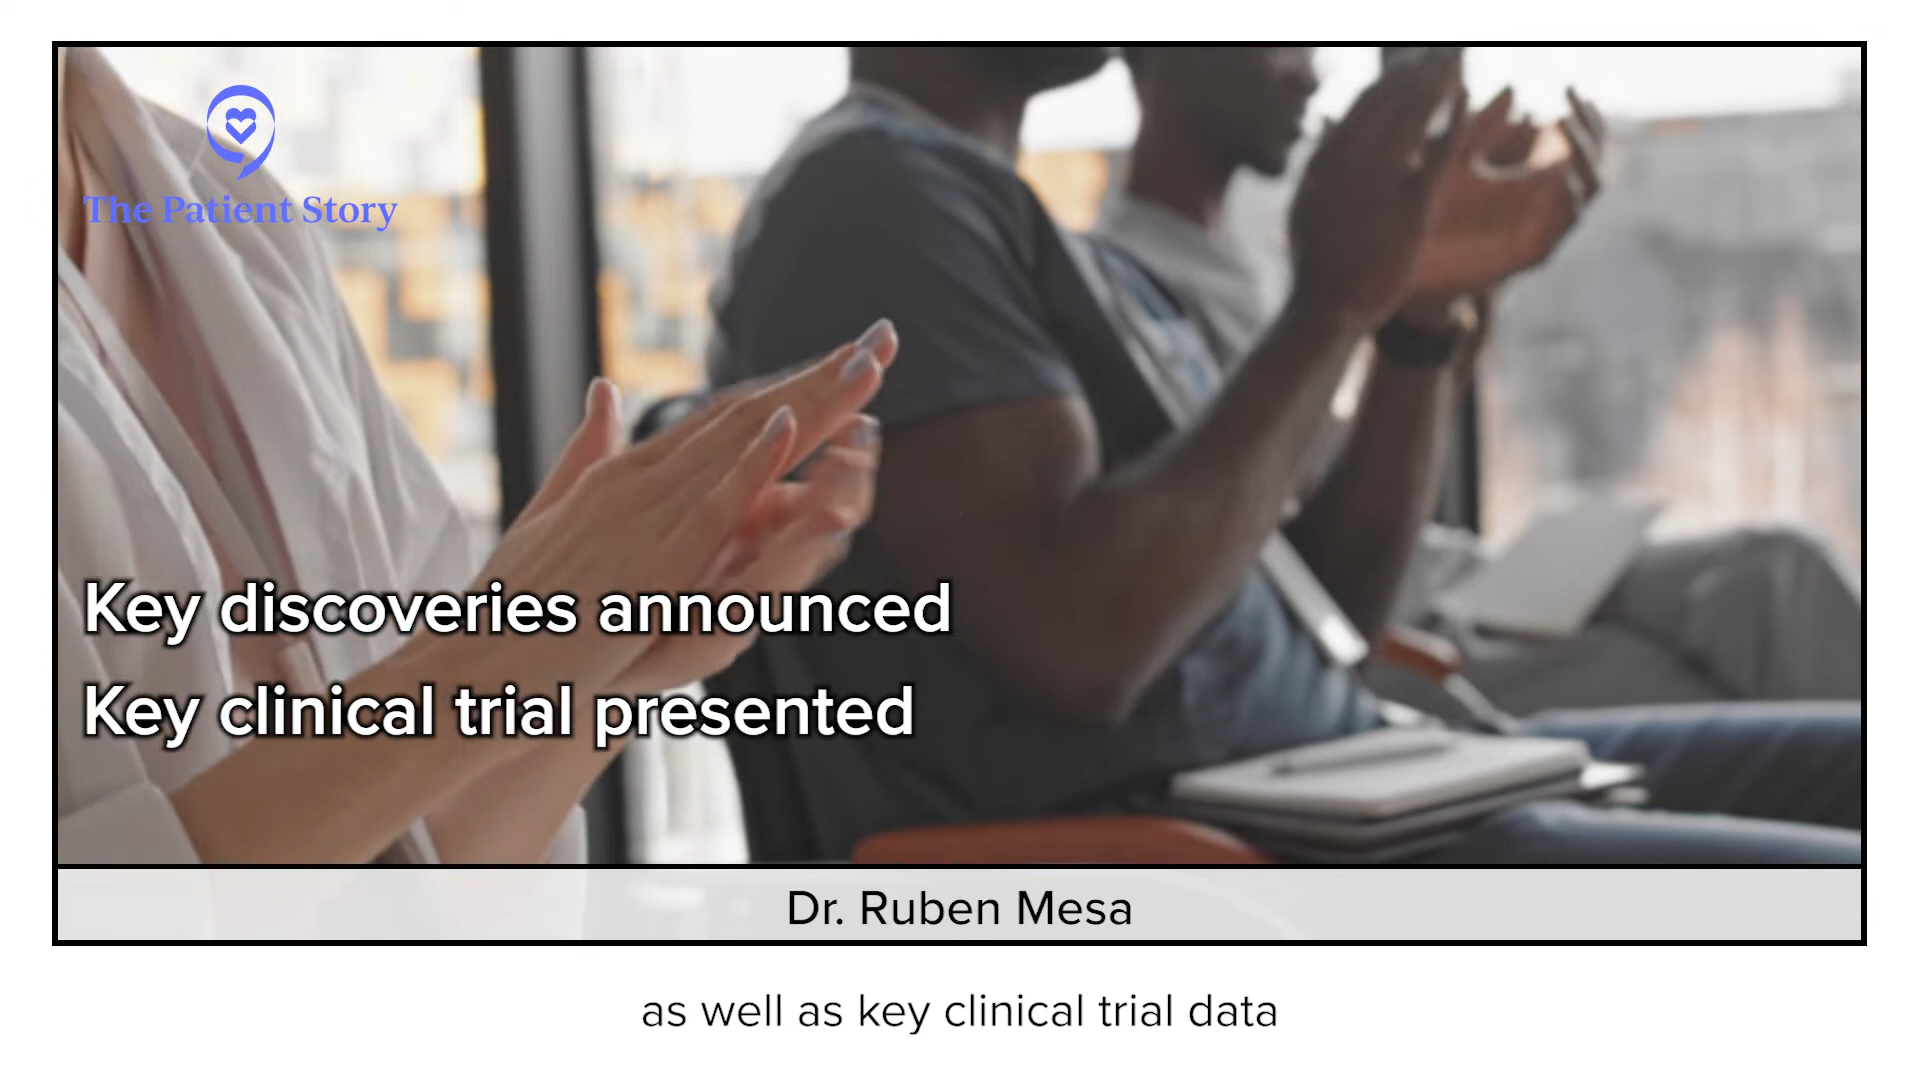 The Patient Story
Key discoveries announced
Key clinical trial presented
Dr. Ruben Mesa
as well as key clinical trial data